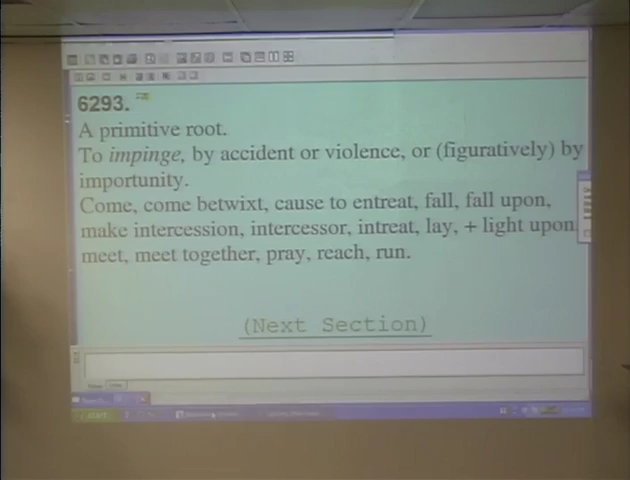 6293.
A primitive root.
To impinge, by accident or violence, or (figuratively) by
importunity.
Come, come betwixt, cause to entreat, fall, fall upon,
make intercession, intercessor, intreat, lay, + light upon
meet, meet together, pray, reach, run.
(Next Section)
start